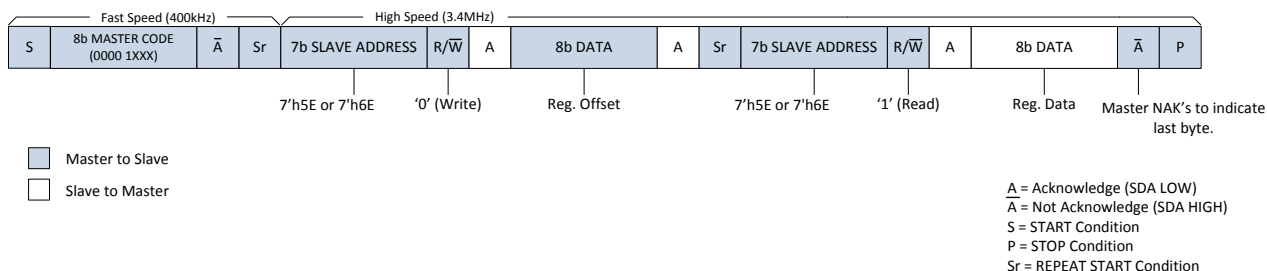 Fast Speed (400kHz) High Speed (3.4MHz)
S 8b MASTER CODE (0000 1XXX) A̅ Sr 7b SLAVE ADDRESS R/W̅ A 8b DATA A Sr 7b SLAVE ADDRESS R/W̅ A 8b DATA A̅ P
7'h5E or 7'h6E '0' (Write) Reg. Offset 7'h5E or 7'h6E '1' (Read) Reg. Data Master NAK's to indicate
last byte.
Master to Slave
Slave to Master
A = Acknowledge (SDA LOW)
A̅ = Not Acknowledge (SDA HIGH)
S = START Condition
P = STOP Condition
Sr = REPEAT START Condition